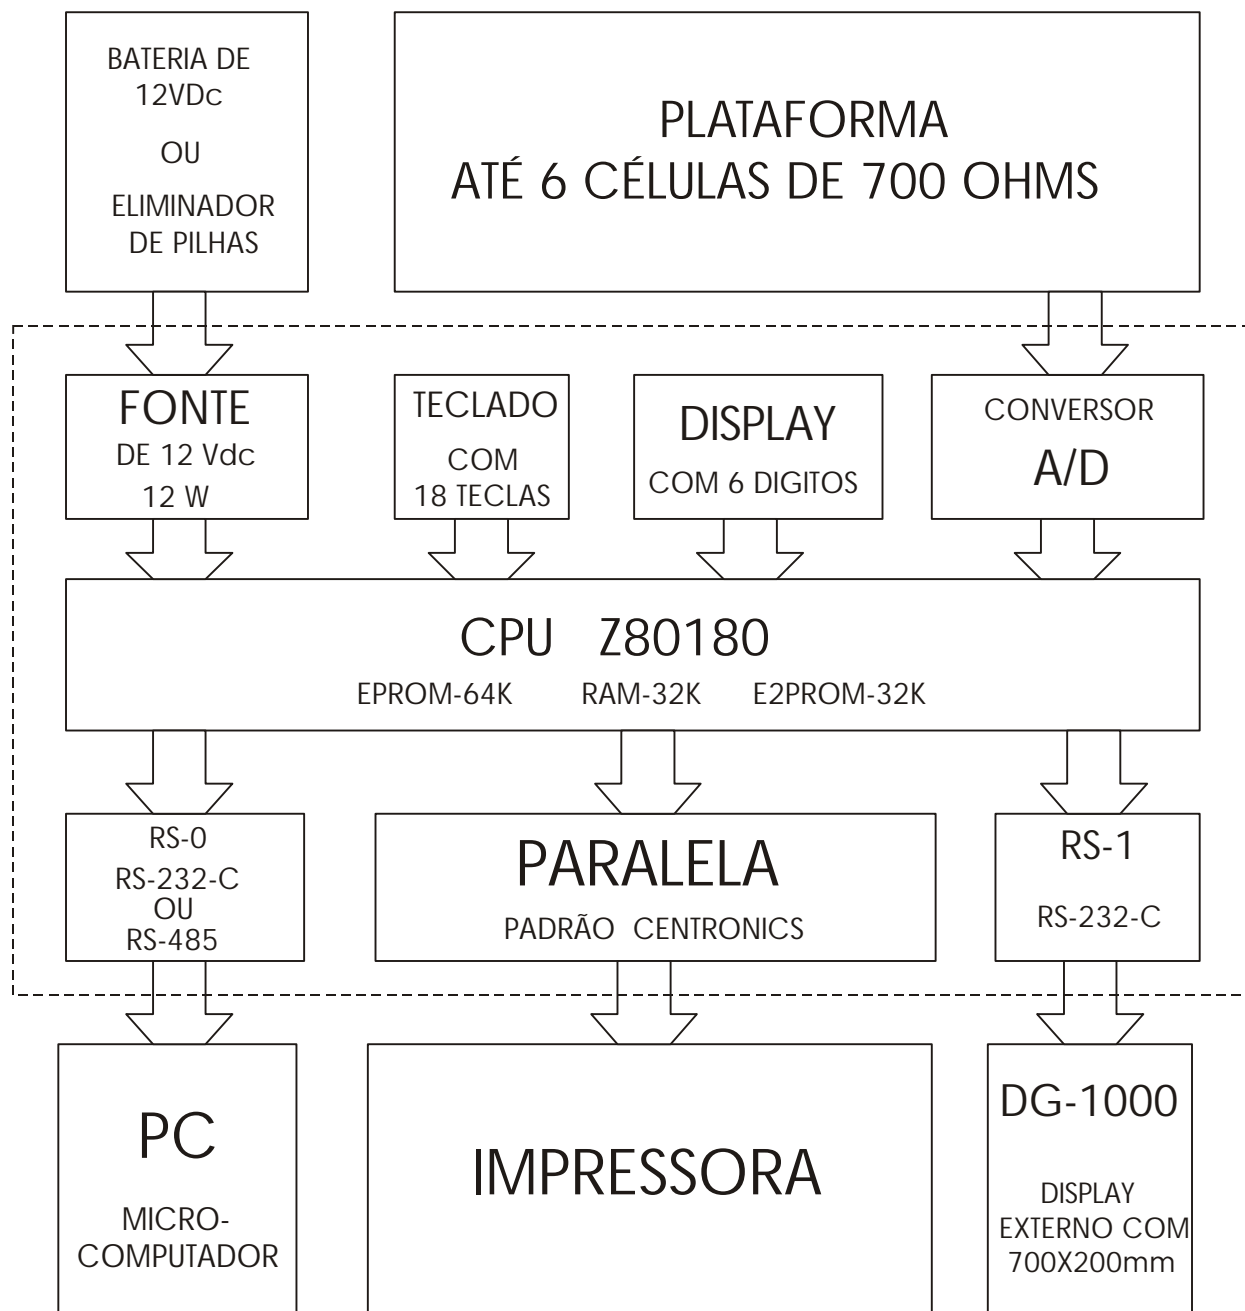 BATERIA DE
12VDc
OU
ELIMINADOR
DE PILHAS
PLATAFORMA
ATÉ 6 CÉLULAS DE 700 OHMS
FONTE
DE 12 Vdc
12 W
TECLADO
COM
18 TECLAS
DISPLAY
COM 6 DIGITOS
CONVERSOR
A/D
CPU Z80180
EPROM-64K RAM-32K E2PROM-32K
RS-0
RS-232-C
OU
RS-485
PARALELA
PADRÃO CENTRONICS
RS-1
RS-232-C
PC
MICRO-
COMPUTADOR
IMPRESSORA
DG-1000
DISPLAY
EXTERNO COM
700X200mm